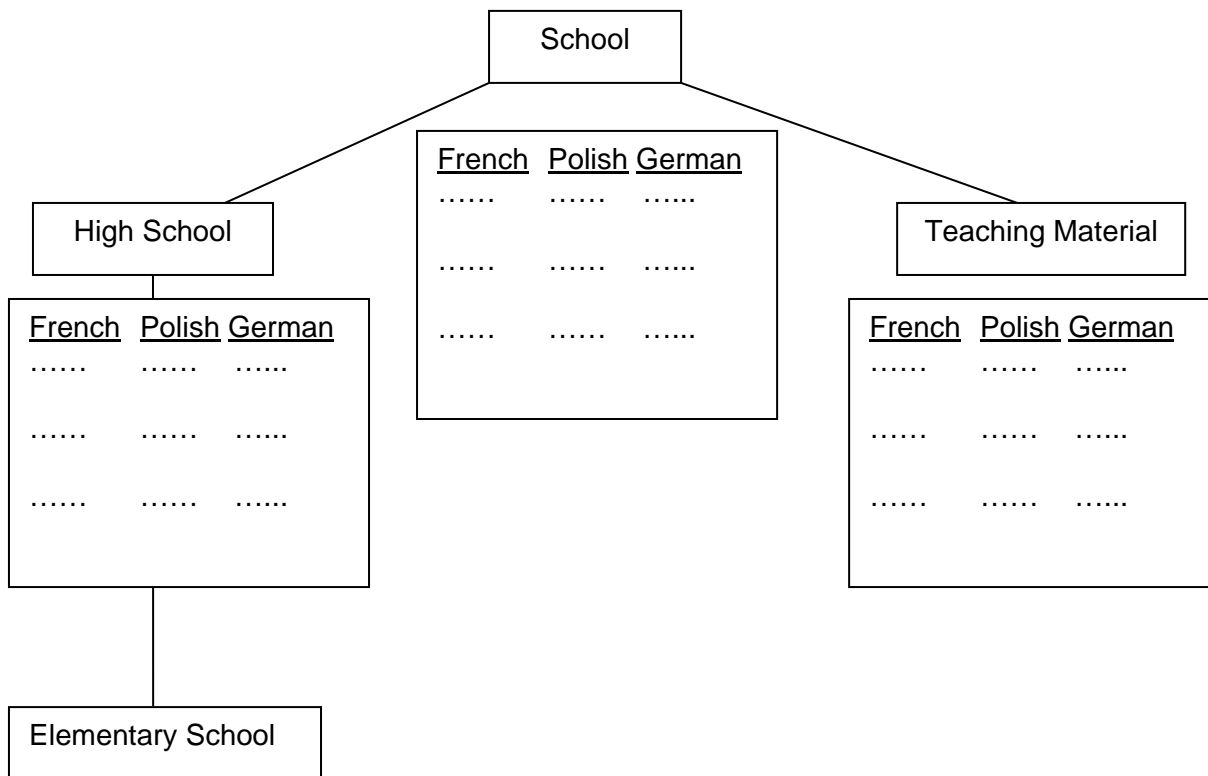 School
French Polish German
…… …… …...
…… …… …...
…… …… …...
High School
French Polish German
…… …… …...
…… …… …...
…… …… …...
Teaching Material
French Polish German
…… …… …...
…… …… …...
…… …… …...
Elementary School